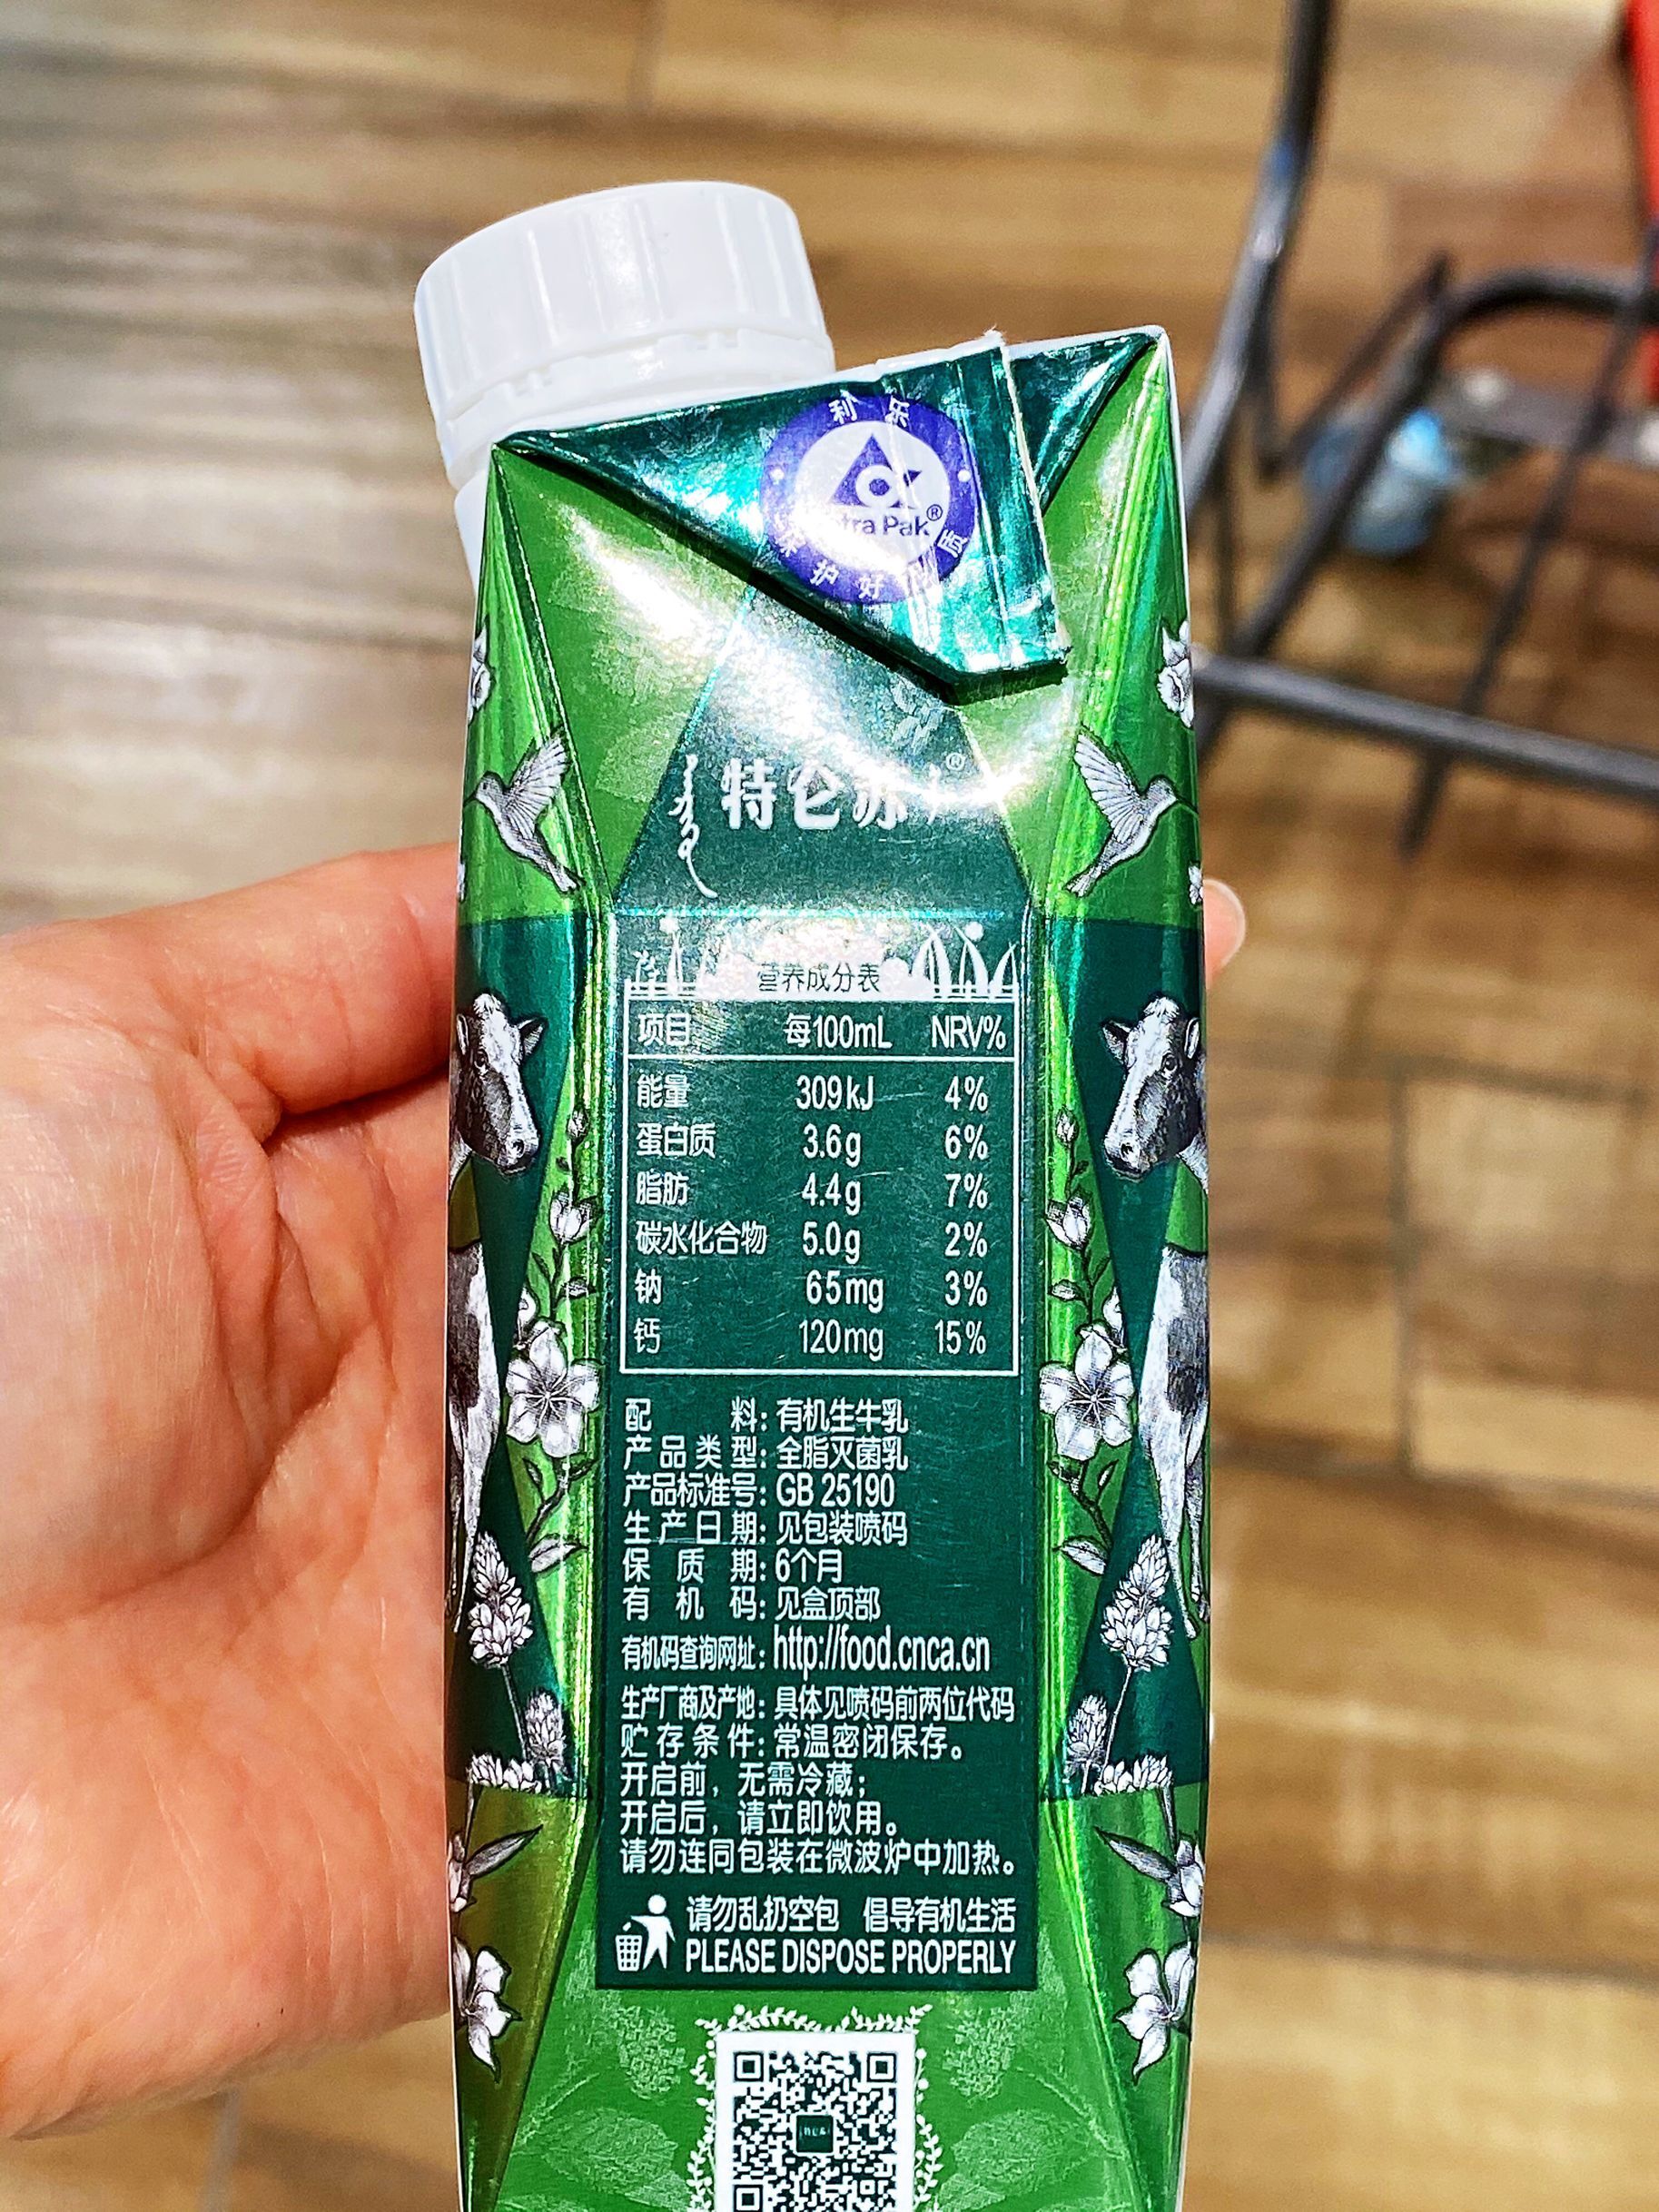 利乐
tra Pak®
护好
质
特仑苏®
营养成分表
项目 每100mL NRV%
能量 309kJ 4%
蛋白质 3.6g 6%
脂肪 4.4g 7%
碳水化合物 5.0g 2%
钠 65mg 3%
钙 120mg 15%
配料：有机生牛乳
产品类型：全脂灭菌乳
产品标准号：GB 25190
生产日期：见包装喷码
保质期：6个月
有机码：见盒顶部
有机码查询网址：http://food.cnca.cn
生产厂商及产地：具体见喷码前两位代码
贮存条件：常温密闭保存。
开启前，无需冷藏；
开启后，请立即饮用。
请勿连同包装在微波炉中加热。
请勿乱扔空包 倡导有机生活
PLEASE DISPOSE PROPERLY